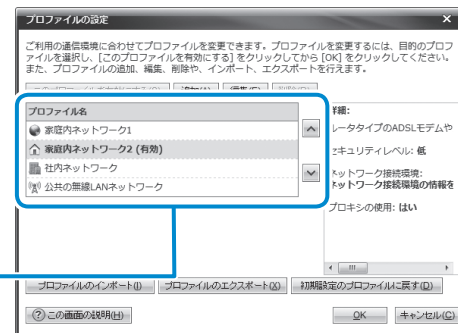 プロファイルの設定
ご利用の通信環境に合わせてプロファイルを変更できます。プロファイルを変更するには、目的のプロフ
ァイルを選択し、[このプロファイルを有効にする] をクリックしてから [OK] をクリックしてください。
また、プロファイルの追加、編集、削除や、インポート、エクスポートを行えます。
プロファイル名
家庭内ネットワーク1
家庭内ネットワーク2 (有効)
社内ネットワーク
公共の無線LANネットワーク
詳細:
ルータタイプのADSLモデムや
セキュリティレベル: 低
ネットワーク接続環境:
ネットワーク接続環境の情報を
プロキシの使用: はい
プロファイルのインポート(I)
プロファイルのエクスポート(X)
初期設定のプロファイルに戻す(D)
この画面の説明(H)
OK
キャンセル(C)